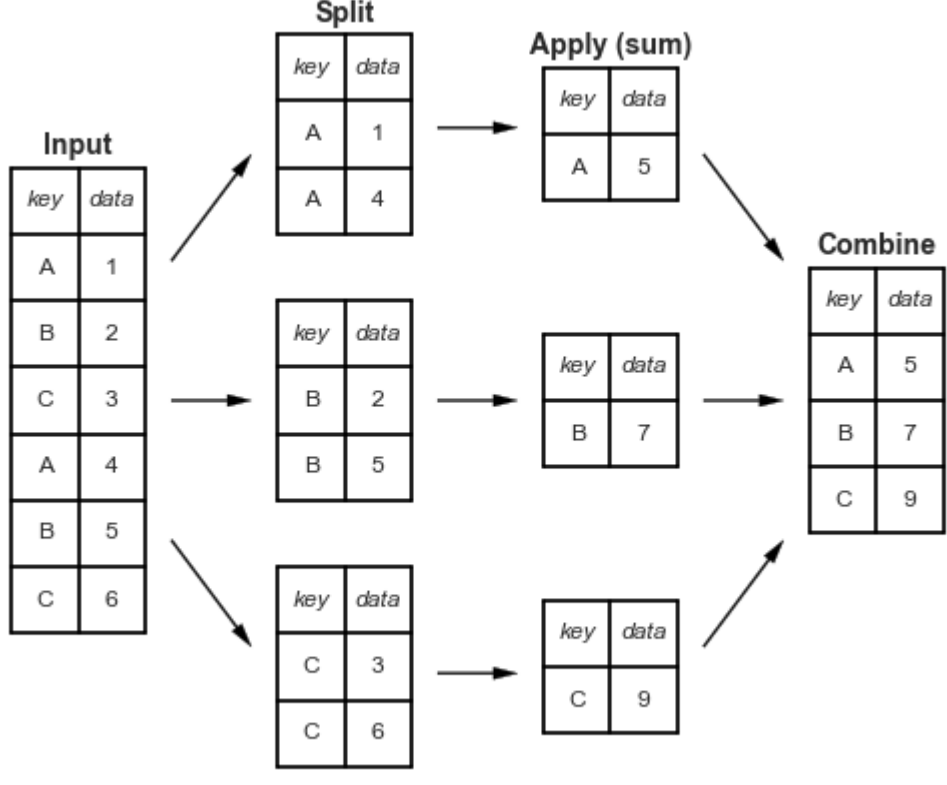 Input
key data
A 1
B 2
C 3
A 4
B 5
C 6
Split
key data
A 1
A 4
key data
B 2
B 5
key data
C 3
C 6
Apply (sum)
key data
A 5
key data
B 7
key data
C 9
Combine
key data
A 5
B 7
C 9